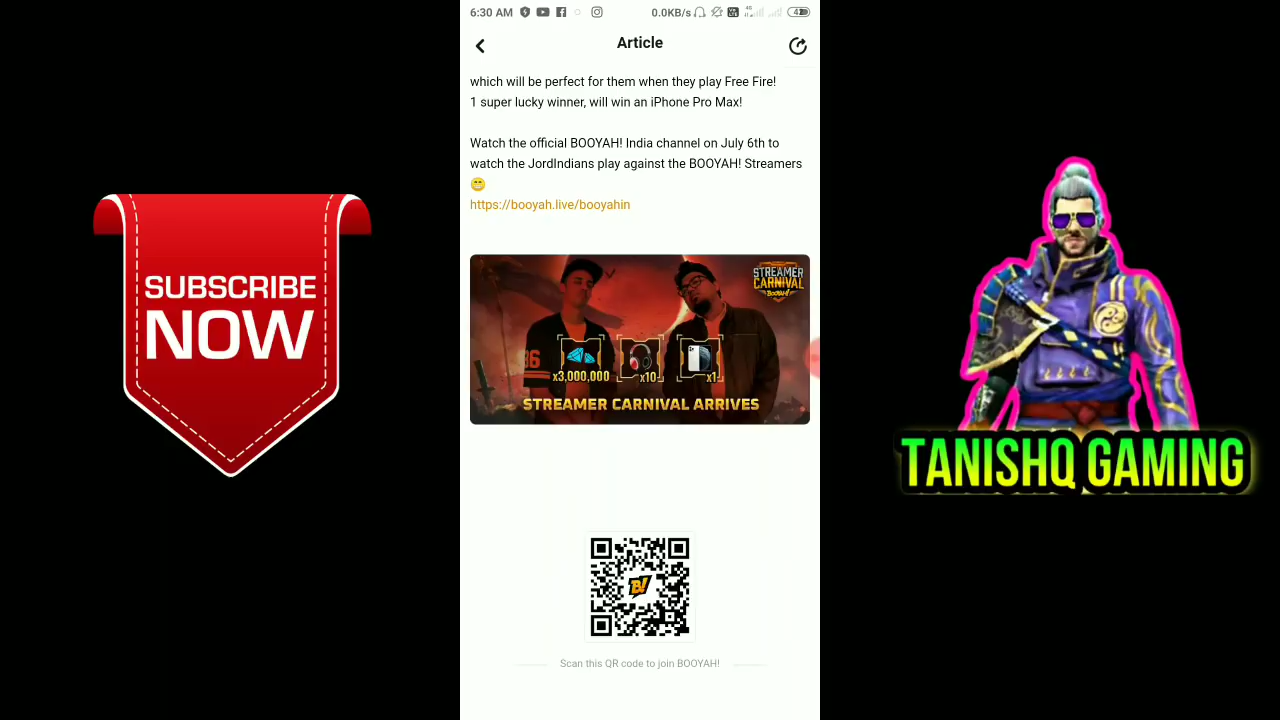 6:30 AM
0.0KB/s
4G
Article
which will be perfect for them when they play Free Fire!
1 super lucky winner, will win an iPhone Pro Max!
Watch the official BOOYAH! India channel on July 6th to
watch the JordIndians play against the BOOYAH! Streamers
😁
https://booyah.live/booyahin
STREAMER
CARNIVAL
BOOYAH!
86
x3,000,000
x10
x1
STREAMER CARNIVAL ARRIVES
B!
Scan this QR code to join BOOYAH!
SUBSCRIBE
NOW
TANISHQ GAMING